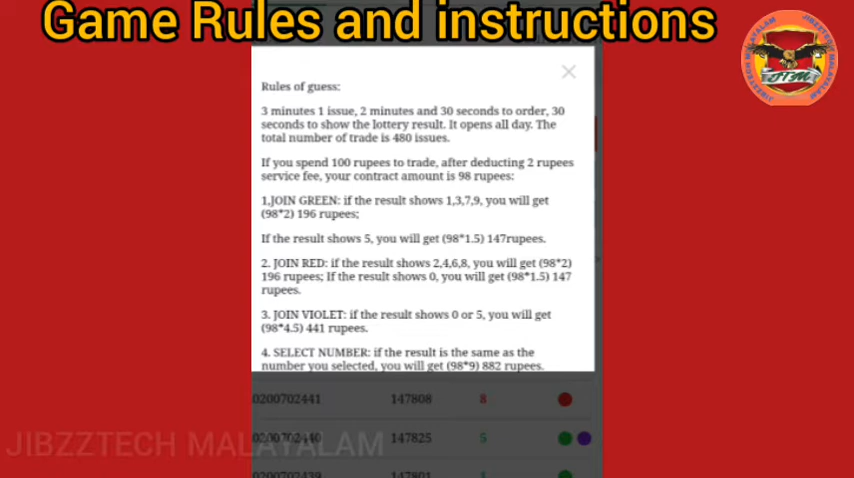 Game Rules and instructions
JIBZZTECH MALAYALAM
JTM
Rules of guess:
3 minutes 1 issue, 2 minutes and 30 seconds to order, 30
seconds to show the lottery result. It opens all day. The
total number of trade is 480 issues.
If you spend 100 rupees to trade, after deducting 2 rupees
service fee, your contract amount is 98 rupees:
1,JOIN GREEN: if the result shows 1,3,7,9, you will get
(98*2) 196 rupees;
If the result shows 5, you will get (98*1.5) 147rupees.
2. JOIN RED: if the result shows 2,4,6,8, you will get (98*2)
196 rupees; If the result shows 0, you will get (98*1.5) 147
rupees.
3. JOIN VIOLET: if the result shows 0 or 5, you will get
(98*4.5) 441 rupees.
4. SELECT NUMBER: if the result is the same as the
number you selected, you will get (98*9) 882 rupees.
0200702441 147808 8
0200702440 147825 5
JIBZZTECH MALAYALAM
0200702439 147801